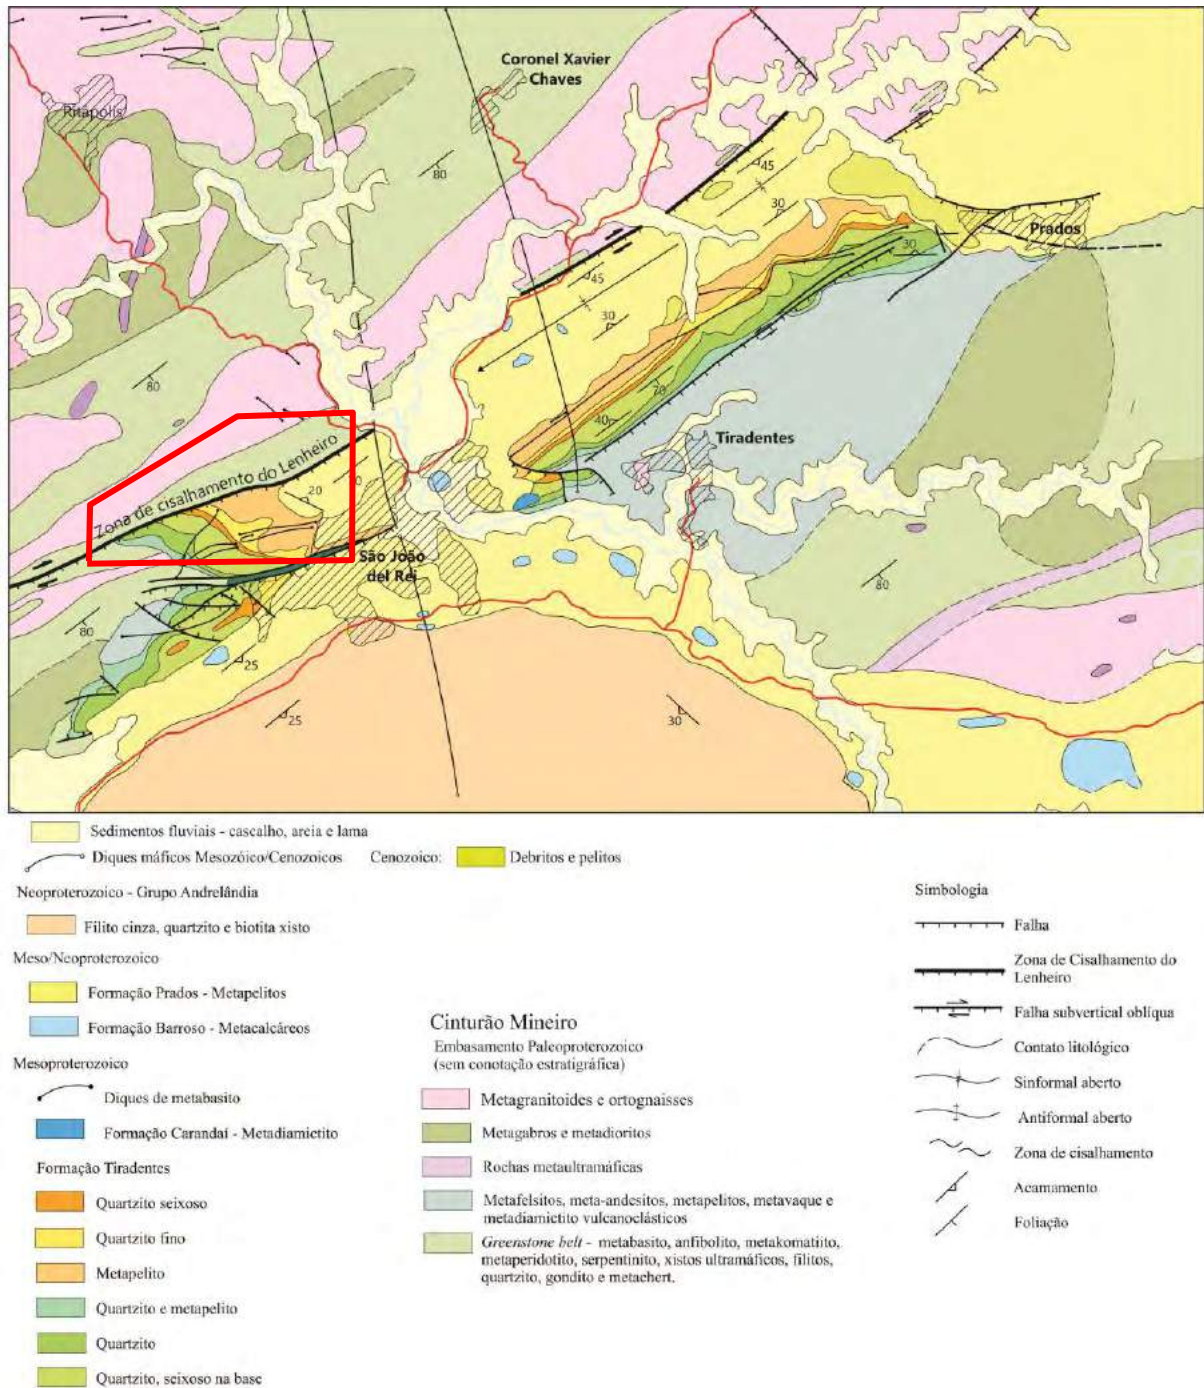 Coronel Xavier
Chaves
Ritápolis
80
45
30
Prados
30
45
30
80
70
40
Tiradentes
Zona de cisalhamento do Lenheiro
20
São João
del Rei
80
80
25
25
30
Sedimentos fluviais - cascalho, areia e lama
Diques máficos Mesozóico/Cenozoicos Cenozoico: Debritos e pelitos
Neoproterozoico - Grupo Andrelândia
Filito cinza, quartzito e biotita xisto
Meso/Neoproterozoico
Formação Prados - Metapelitos
Formação Barroso - Metacalcáreos
Mesoproterozoico
Diques de metabasito
Formação Carandaí - Metadiamictito
Formação Tiradentes
Quartzito seixoso
Quartzito fino
Metapelito
Quartzito e metapelito
Quartzito
Quartzito, seixoso na base
Cinturão Mineiro
Embasamento Paleoproterozoico
(sem conotação estratigráfica)
Metagranitoides e ortognaisses
Metagabros e metadioritos
Rochas metaultramáficas
Metafelsitos, meta-andesitos, metapelitos, metavaque e
metadiamictito vulcanoclásticos
Greenstone belt - metabasito, anfibolito, metakomatiito,
metaperidotito, serpentinito, xistos ultramáficos, filitos,
quartzito, gondito e metachert.
Simbologia
Falha
Zona de Cisalhamento do
Lenheiro
Falha subvertical oblíqua
Contato litológico
Sinformal aberto
Antiformal aberto
Zona de cisalhamento
Acamamento
Foliação